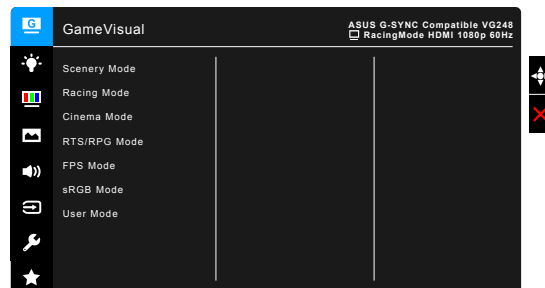 G
GameVisual
ASUS G-SYNC Compatible VG248
RacingMode HDMI 1080p 60Hz
Scenery Mode
Racing Mode
Cinema Mode
RTS/RPG Mode
FPS Mode
sRGB Mode
User Mode